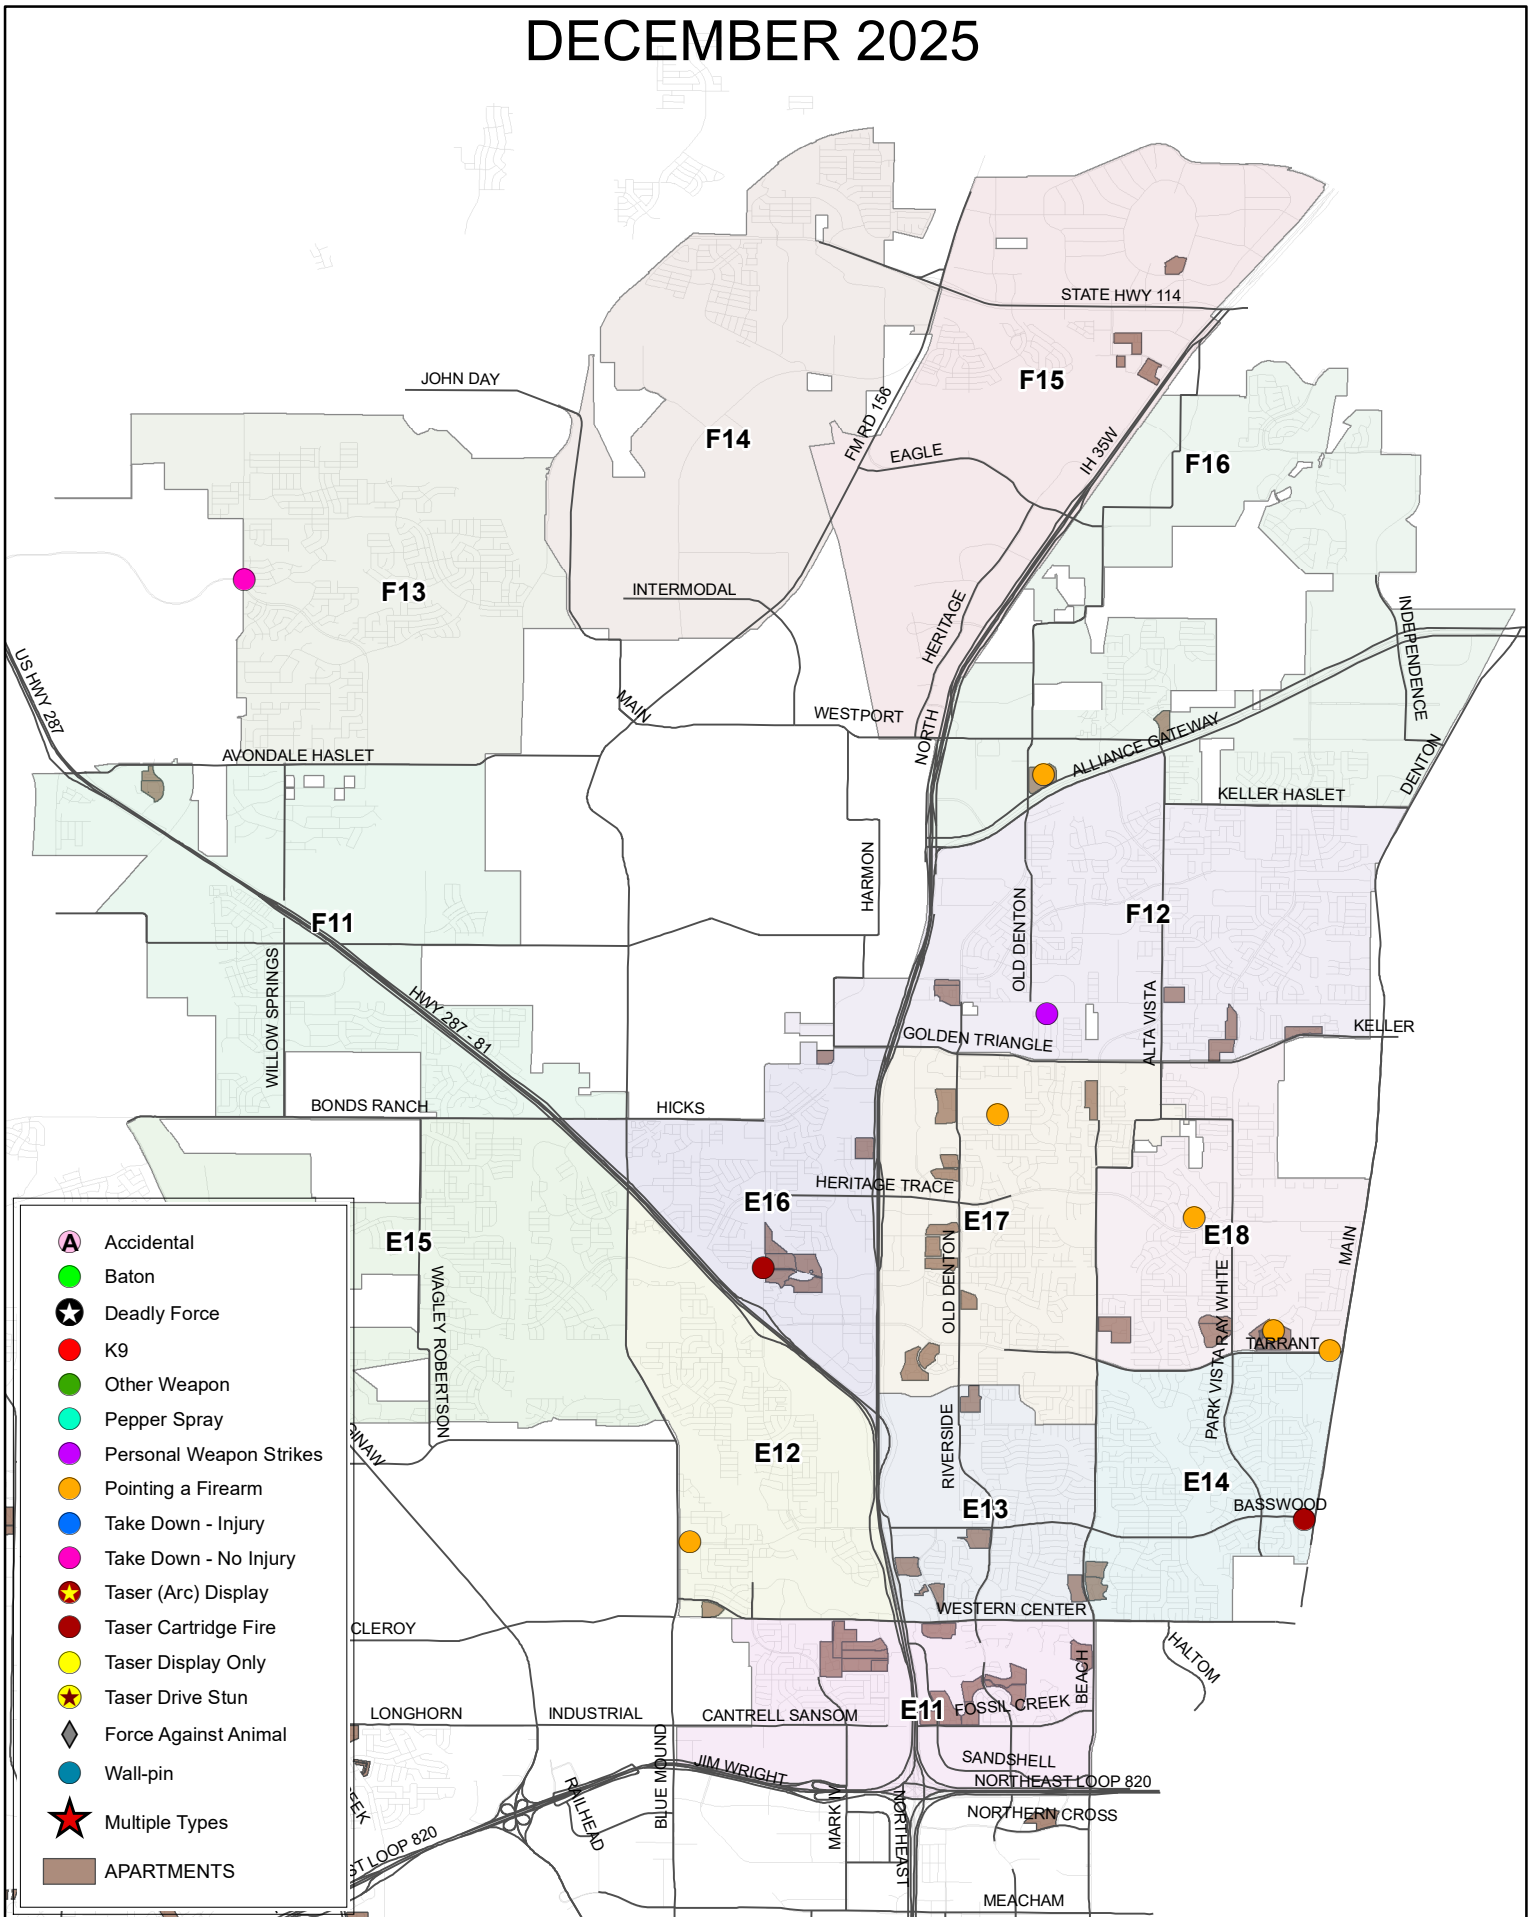 DECEMBER 2025
STATE HWY 114
JOHN DAY
F15
FM RD 156
F14
EAGLE
IH 35W
F16
INTERMODAL
F13
HERITAGE
INDEPENDENCE
US HWY 287
MAIN
WESTPORT
NORTH
ALLIANCE GATEWAY
DENTON
AVONDALE HASLET
KELLER HASLET
HARMON
F11
F12
OLD DENTON
WILLOW SPRINGS
HWY 287 - 81
ALTA VISTA
GOLDEN TRIANGLE
KELLER
BONDS RANCH
HICKS
HERITAGE TRACE
E16
E17
E18
E15
MAIN
WAGLEY ROBERTSON
OLD DENTON
PARK VISTA
RAY WHITE
TARRANT
RIVERSIDE
E12
E14
E13
BASSWOOD
WESTERN CENTER
HALTOM
BEACH
E11
FOSSIL CREEK
LONGHORN
INDUSTRIAL
CANTRELL SANSOM
SANDSHELL
JIM WRIGHT
NORTHEAST LOOP 820
BLUE MOUND
RAILHEAD
MARK IV
NORTHEAST
NORTHERN CROSS
MEACHAM
GINAW
CLEROY
EEK
ST LOOP 820
A Accidental
Baton
Deadly Force
K9
Other Weapon
Pepper Spray
Personal Weapon Strikes
Pointing a Firearm
Take Down - Injury
Take Down - No Injury
Taser (Arc) Display
Taser Cartridge Fire
Taser Display Only
Taser Drive Stun
Force Against Animal
Wall-pin
Multiple Types
APARTMENTS